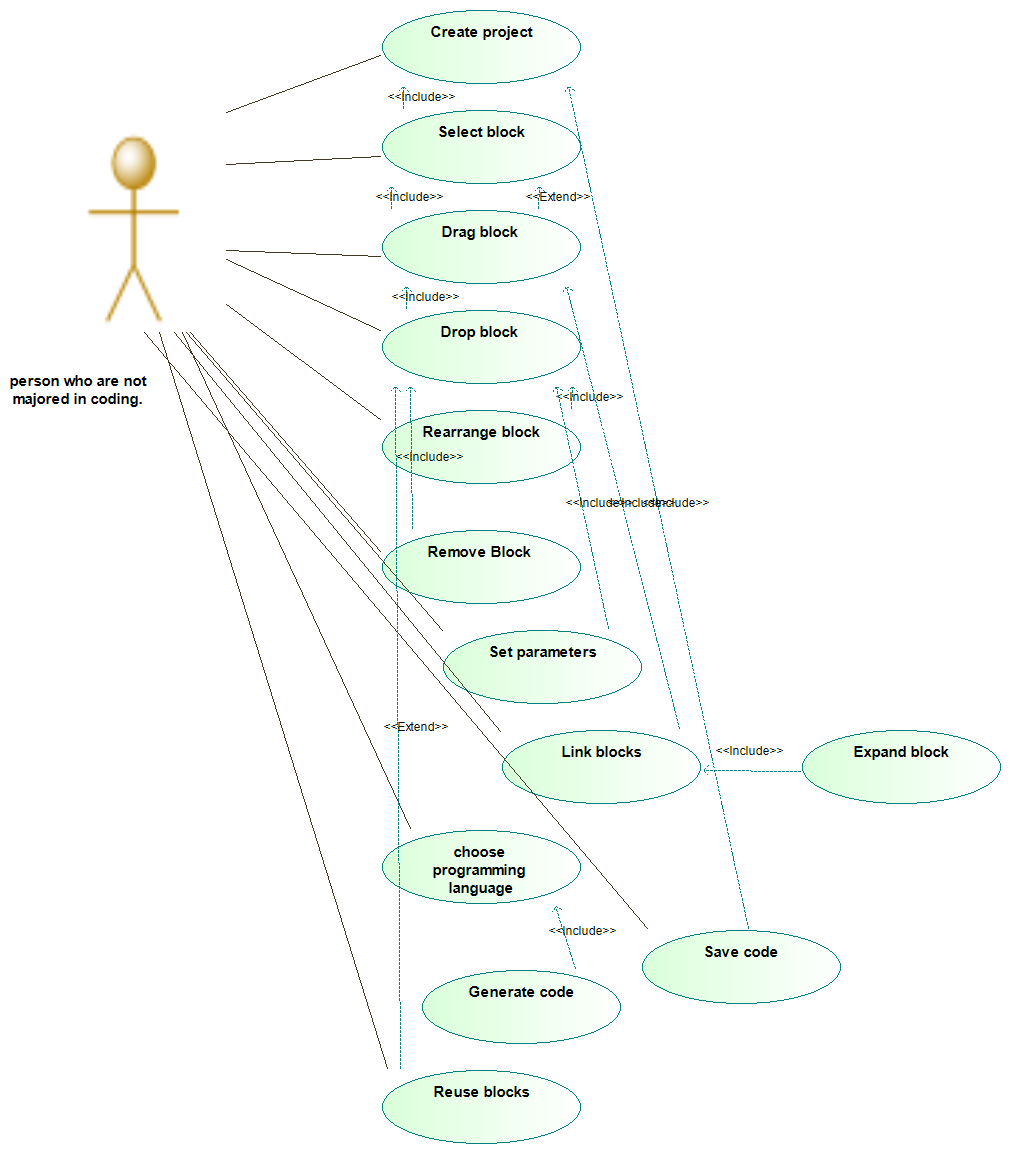 Create project
<<Include>>
Select block
<<Include>>
<<Extend>>
Drag block
<<Include>>
Drop block
person who are not
majored in coding.
<<Include>>
Rearrange block
<<Include>>
<<Include>>
<<Include>>
<<Include>>
Remove Block
Set parameters
<<Extend>>
Link blocks
<<Include>>
Expand block
choose
programming
language
<<Include>>
Save code
Generate code
Reuse blocks